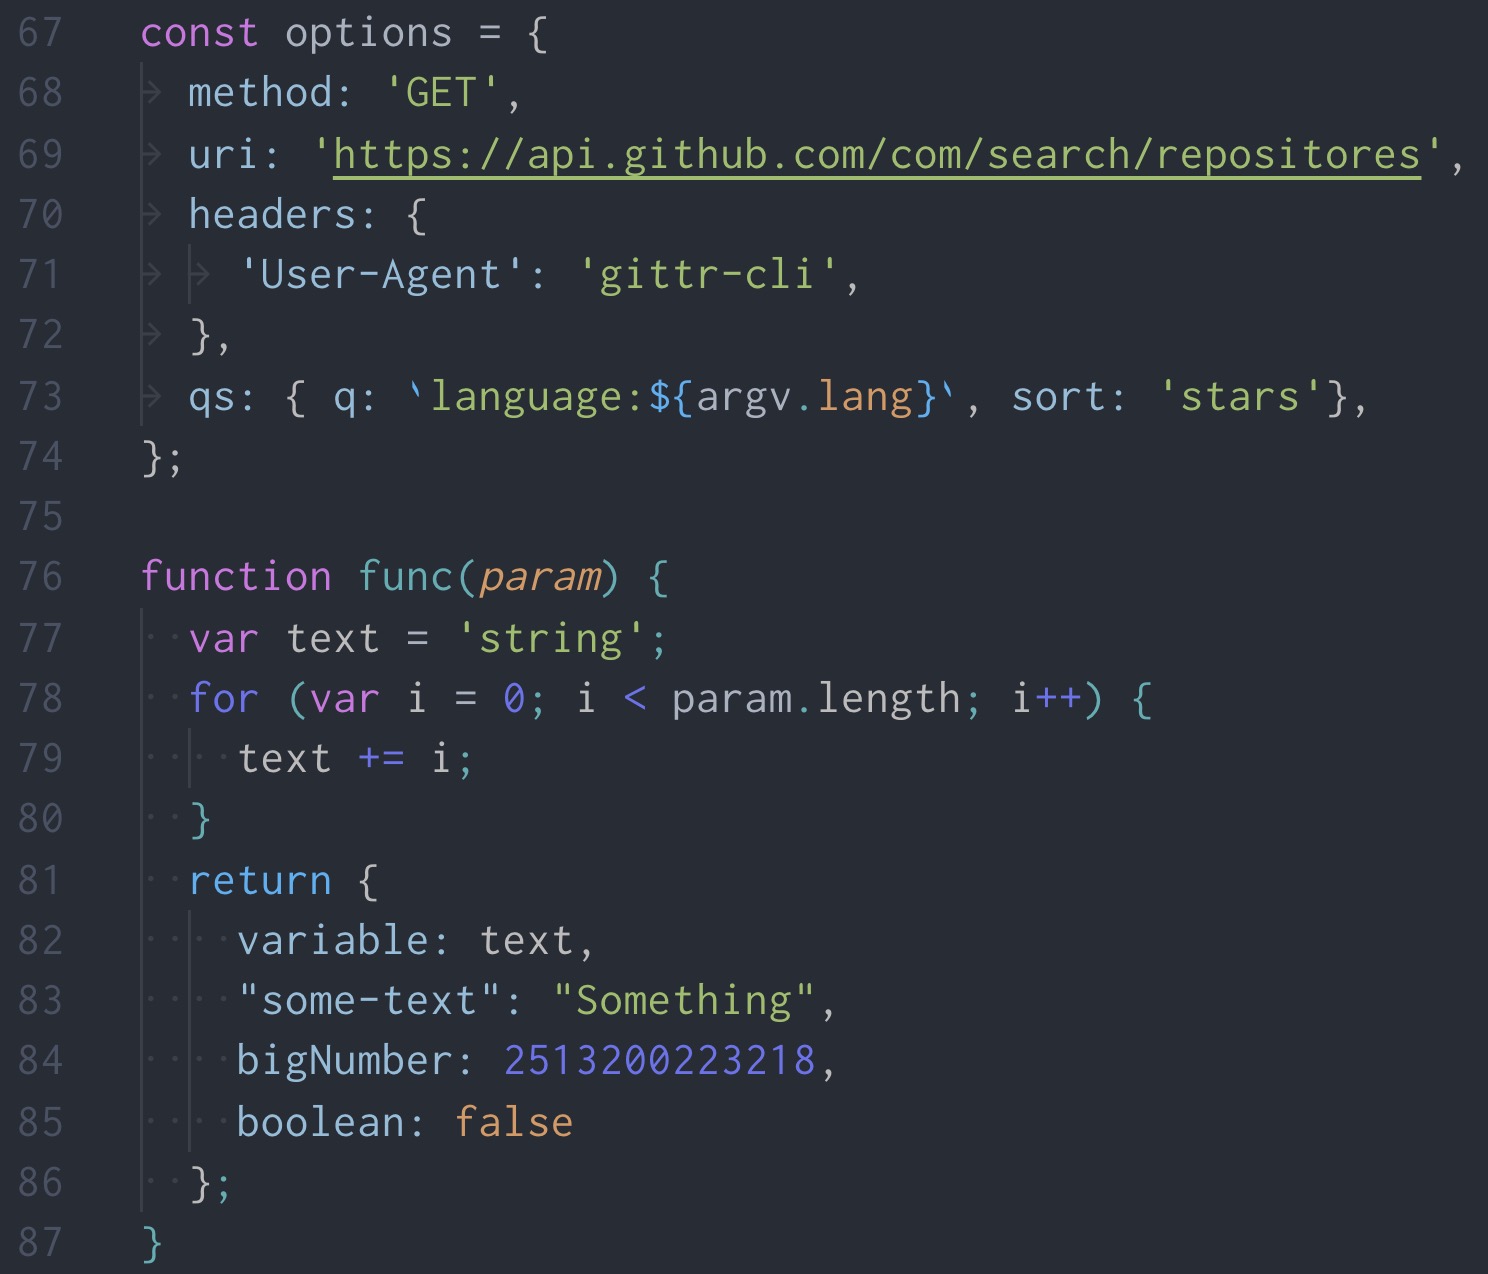 67 const options = {
68 method: 'GET',
69 uri: 'https://api.github.com/com/search/repositores',
70 headers: {
71 'User-Agent': 'gittr-cli',
72 },
73 qs: { q: `language:${argv.lang}`, sort: 'stars'},
74 };
75
76 function func(param) {
77 var text = 'string';
78 for (var i = 0; i < param.length; i++) {
79 text += i;
80 }
81 return {
82 variable: text,
83 "some-text": "Something",
84 bigNumber: 2513200223218,
85 boolean: false
86 };
87 }